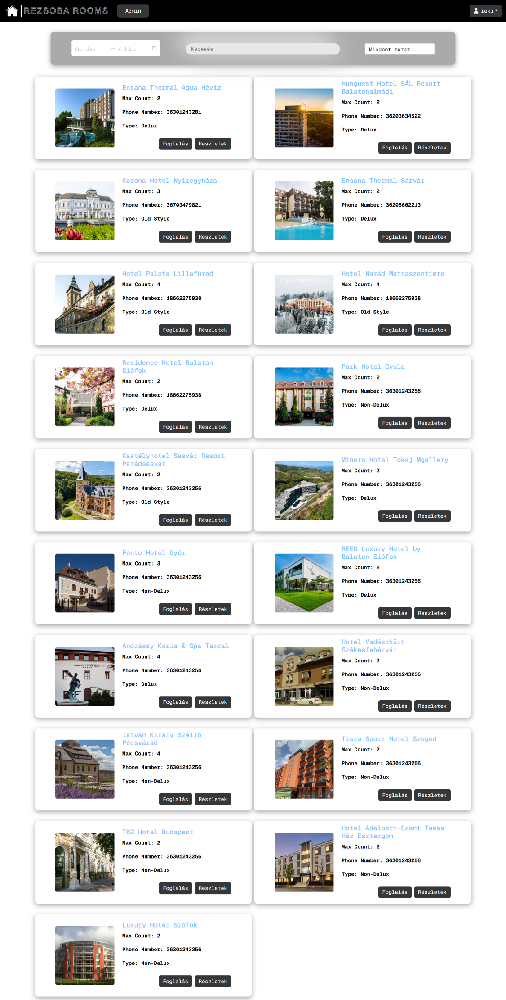 REZSOBA ROOMS
Admin
reki
Start date
End date
Keresés
Mindent mutat
Ensana Thermal Aqua Hévíz
Max Count: 2
Phone Number: 36301243281
Type: Delux
Foglalás
Részletek
Hunguest Hotel BÁL Resort
Balatonalmádi
Max Count: 2
Phone Number: 36203634522
Type: Delux
Foglalás
Részletek
Korona Hotel Nyíregyháza
Max Count: 3
Phone Number: 36703479821
Type: Old Style
Foglalás
Részletek
Ensana Thermal Sárvár
Max Count: 2
Phone Number: 36206662213
Type: Delux
Foglalás
Részletek
Hotel Palota Lillafüred
Max Count: 4
Phone Number: 18662275938
Type: Old Style
Foglalás
Részletek
{A} ACCENT HOTELS
Hotel Narád Mátraszentimre
Max Count: 4
Phone Number: 18662275938
Type: Old Style
Foglalás
Részletek
Residence Hotel Balaton
Siófok
Max Count: 2
Phone Number: 18662275938
Type: Delux
Foglalás
Részletek
Park Hotel Gyula
Max Count: 2
Phone Number: 36301243256
Type: Non-Delux
Foglalás
Részletek
Kastélyhotel Sasvár Resort
Parádsasvár
Max Count: 2
Phone Number: 36301243256
Type: Old Style
Foglalás
Részletek
Minaro Hotel Tokaj Mgallery
Max Count: 2
Phone Number: 36301243256
Type: Delux
Foglalás
Részletek
HOTEL
Fonte Hotel Győr
Max Count: 3
Phone Number: 36301243256
Type: Non-Delux
Foglalás
Részletek
REED Luxury Hotel by
Balaton Siófok
Max Count: 2
Phone Number: 36301243256
Type: Delux
Foglalás
Részletek
ANDRÁSSY REZIDENCIA
Andrássy Kúria & Spa Tarcal
Max Count: 4
Phone Number: 36301243256
Type: Delux
Foglalás
Részletek
Hotel Vadászkürt
Székesfehérvár
Max Count: 2
Phone Number: 36301243256
Type: Non-Delux
Foglalás
Részletek
István Király Szálló
Pécsvárad
Max Count: 4
Phone Number: 36301243256
Type: Non-Delux
Foglalás
Részletek
a Sport Hotel
Tisza Sport Hotel Szeged
Max Count: 2
Phone Number: 36301243256
Type: Non-Delux
Foglalás
Részletek
T62 Hotel Budapest
Max Count: 2
Phone Number: 36301243256
Type: Non-Delux
Foglalás
Részletek
Hotel Adalbert-Szent Tamás
Ház Esztergom
Max Count: 2
Phone Number: 36301243256
Type: Non-Delux
Foglalás
Részletek
Luxury Hotel Siófok
Max Count: 2
Phone Number: 36301243256
Type: Non-Delux
Foglalás
Részletek